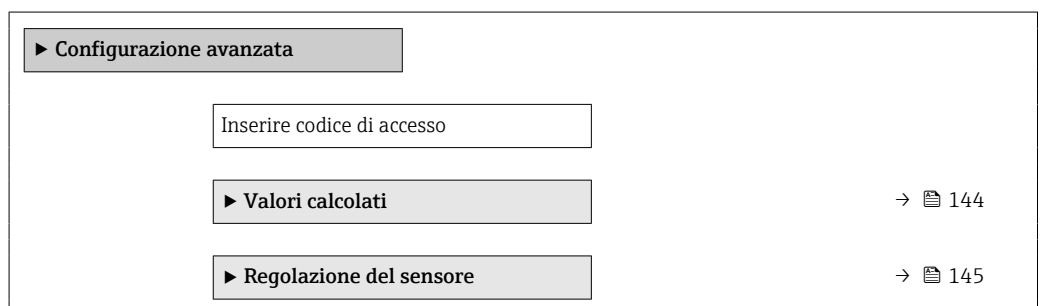 ▶ Configurazione avanzata
Inserire codice di accesso
▶ Valori calcolati → 144
▶ Regolazione del sensore → 145